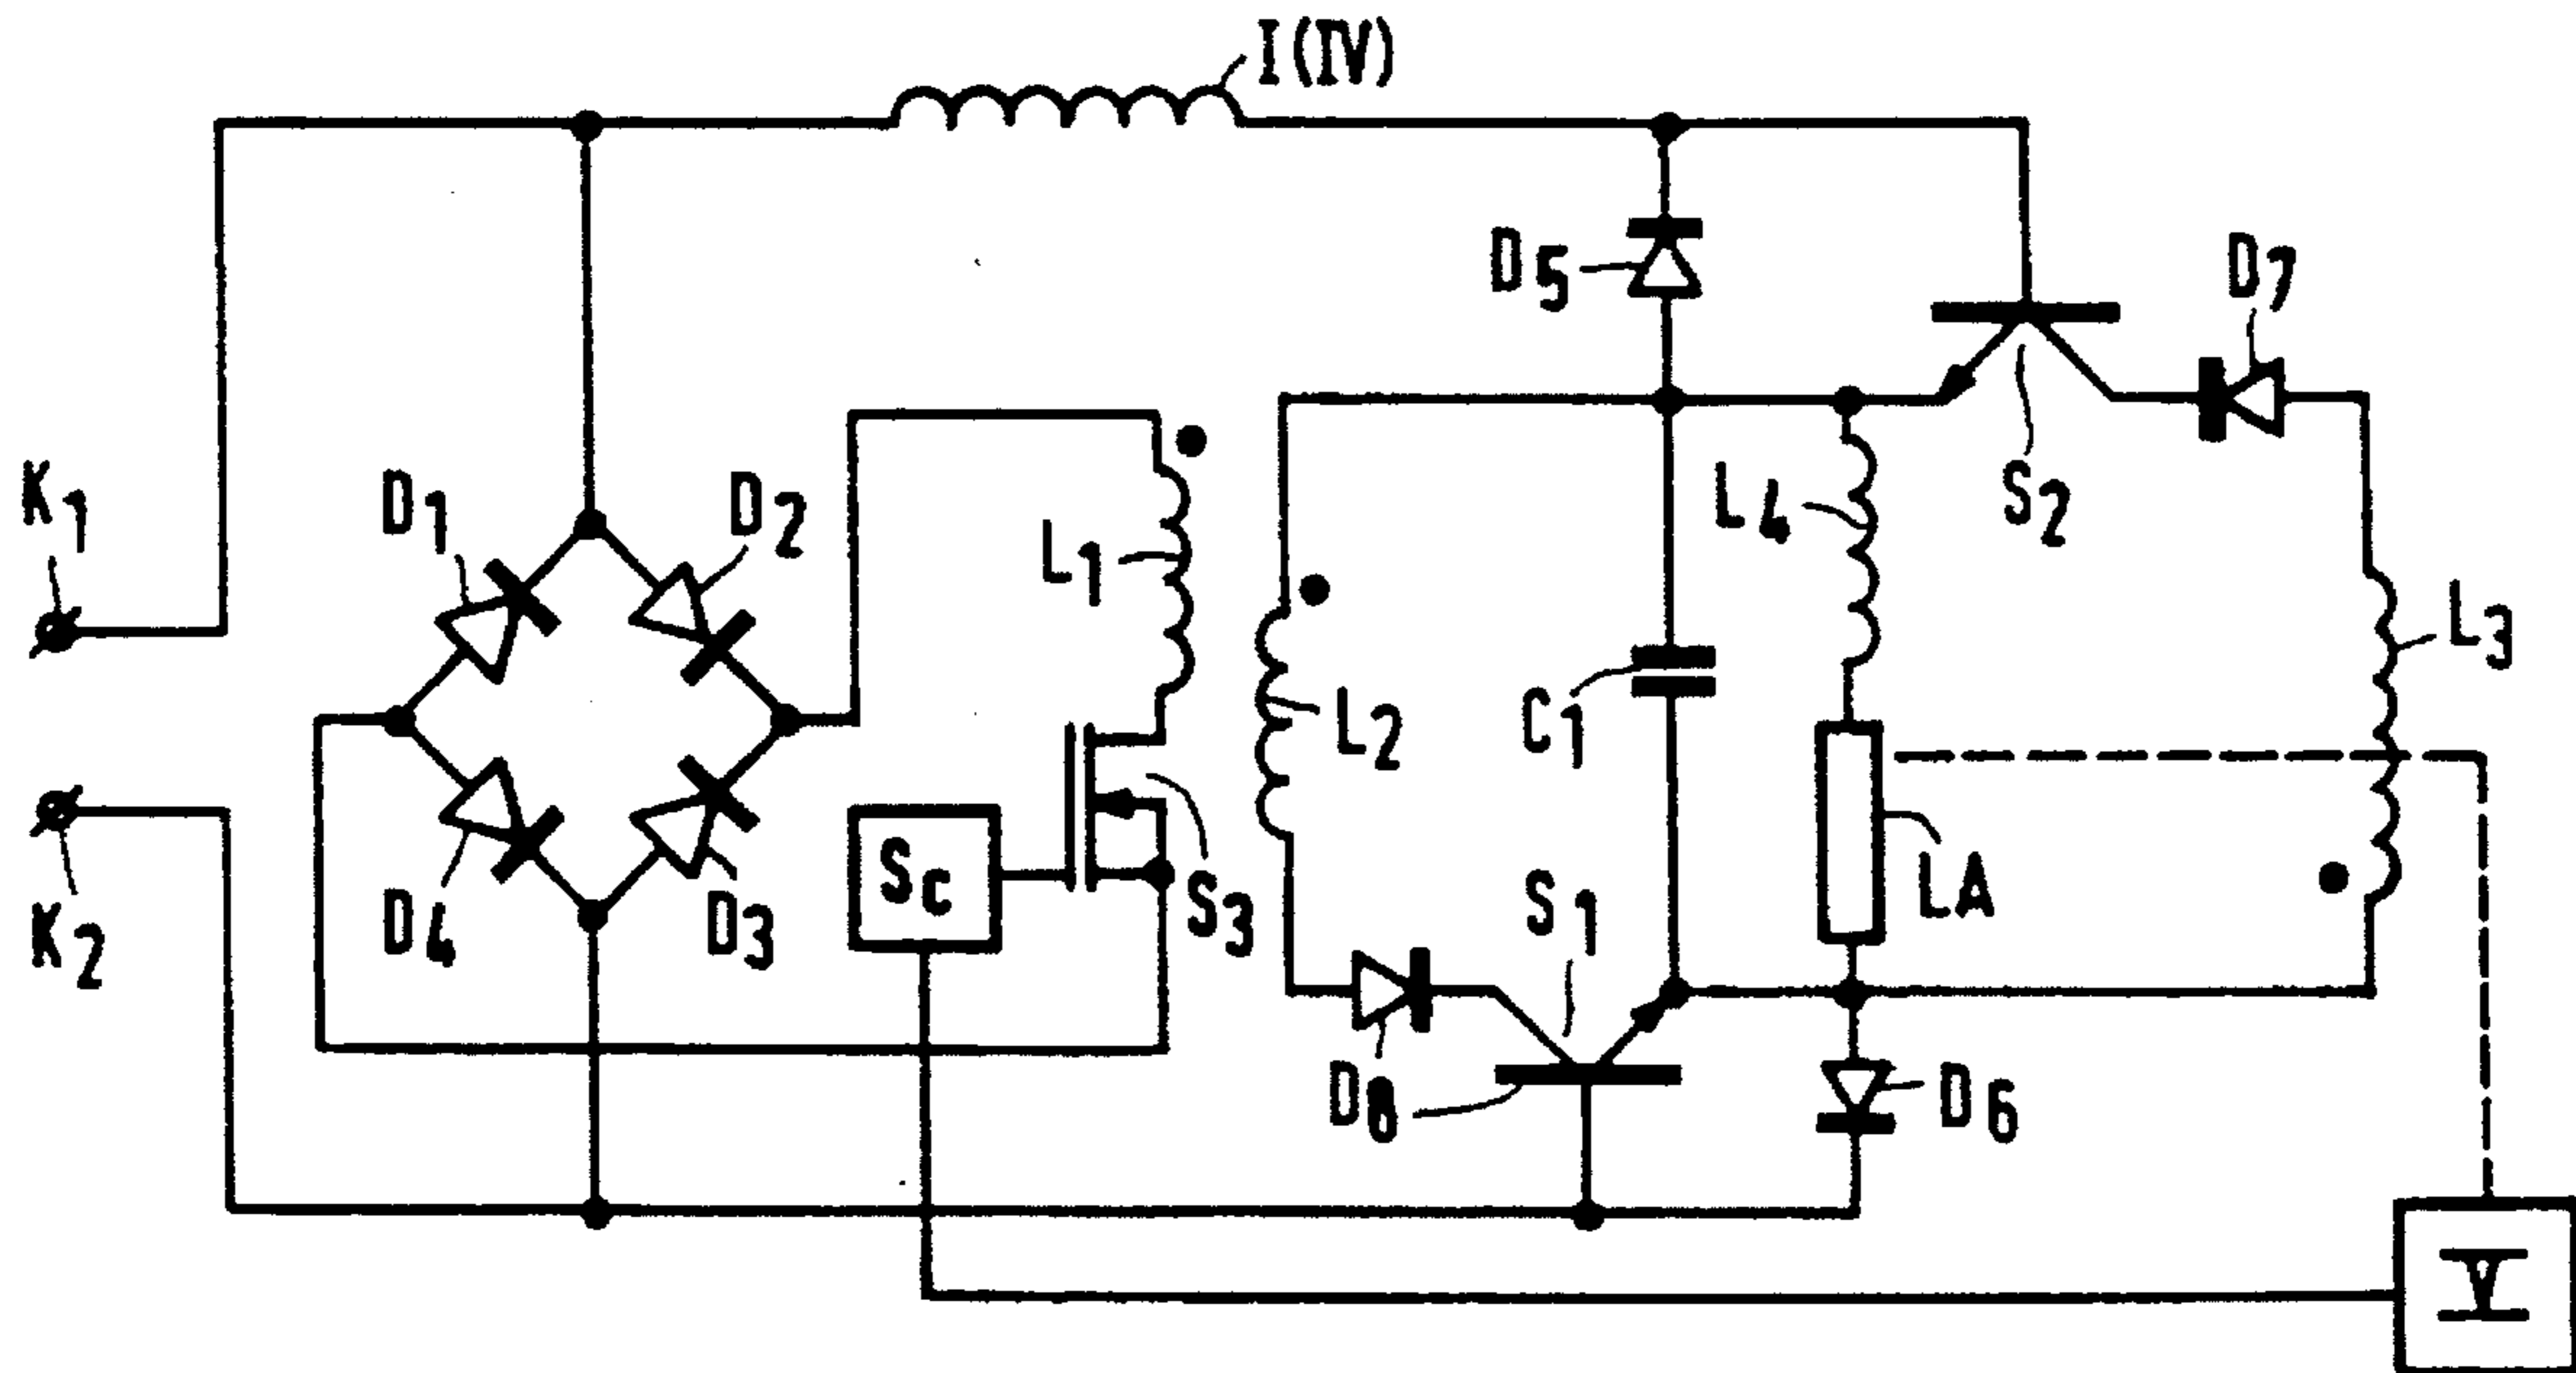 I(IV)
D5
D7
K1
D1
D2
L1
L4
S2
L3
L2
C1
K2
D4
D3
Sc
S3
S1
LA
D8
D6
V